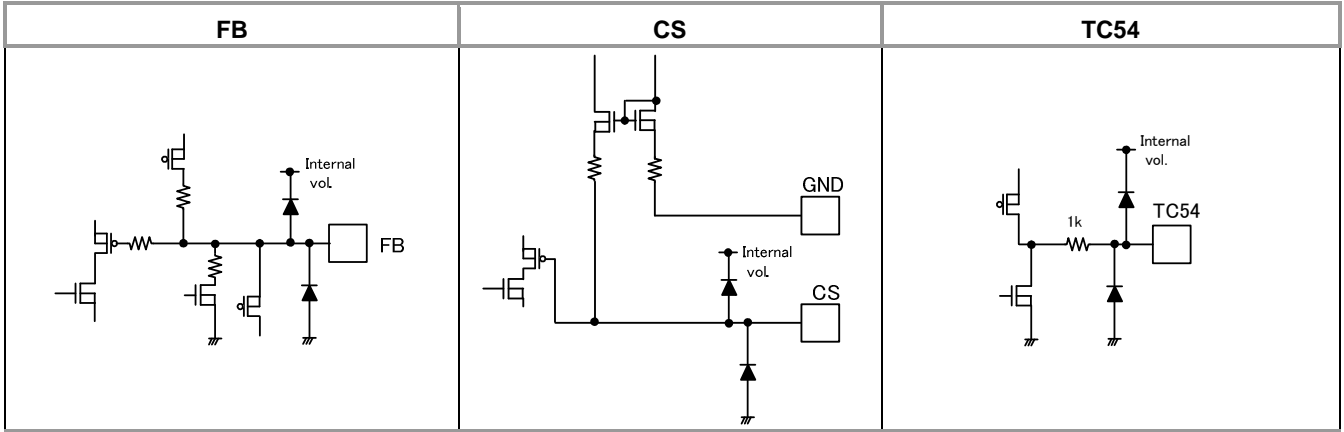 FB
CS
TC54
Internal
vol.
FB
GND
Internal
vol.
CS
Internal
vol.
1k
TC54